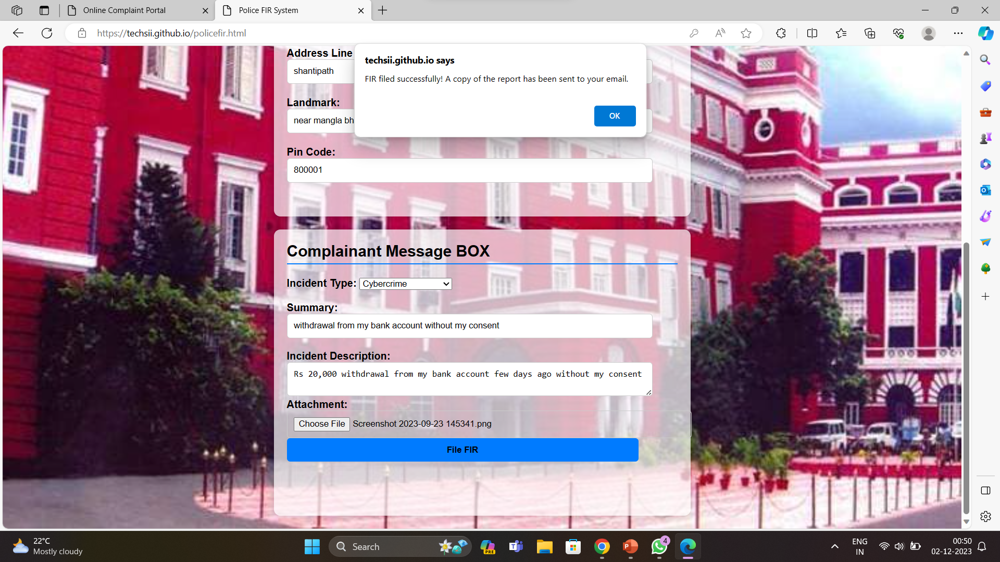 Online Complaint Portal
Police FIR System
https://techsii.github.io/policefir.html
techsii.github.io says
FIR filed successfully! A copy of the report has been sent to your email.
OK
Address Line
shantipath
Landmark:
near mangla bh
Pin Code:
800001
Complainant Message BOX
Incident Type: Cybercrime
Summary:
withdrawal from my bank account without my consent
Incident Description:
Rs 20,000 withdrawal from my bank account few days ago without my consent
Attachment:
Choose File Screenshot 2023-09-23 145341.png
File FIR
22°C
Mostly cloudy
Search
PRE
4
ENG
IN
00:50
02-12-2023